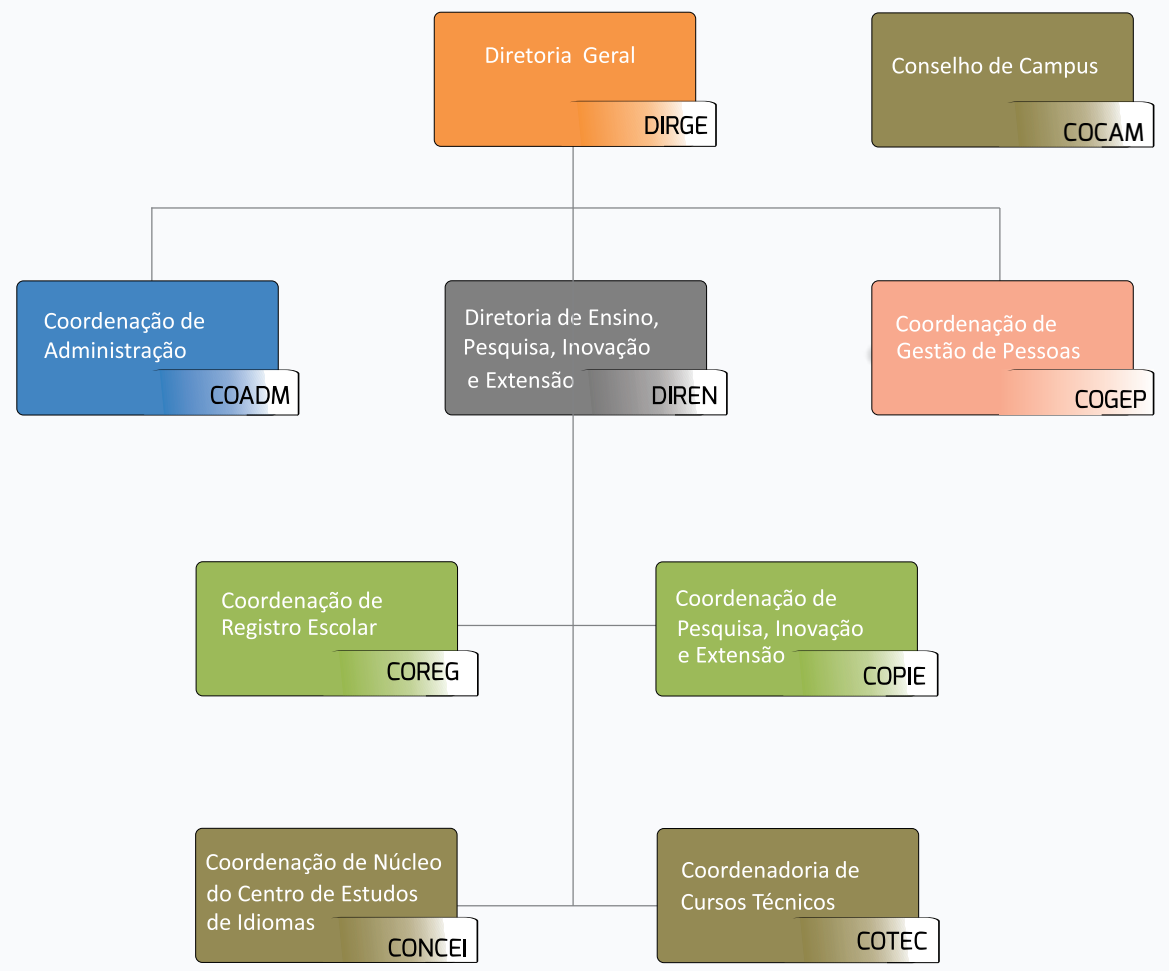 Diretoria Geral
DIRGE
Conselho de Campus
COCAM
Coordenação de
Administração
COADM
Diretoria de Ensino,
Pesquisa, Inovação
e Extensão
DIREN
Coordenação de
Gestão de Pessoas
COGEP
Coordenação de
Registro Escolar
COREG
Coordenação de
Pesquisa, Inovação
e Extensão
COPIE
Coordenação de Núcleo
do Centro de Estudos
de Idiomas
CONCEI
Coordenadoria de
Cursos Técnicos
COTEC